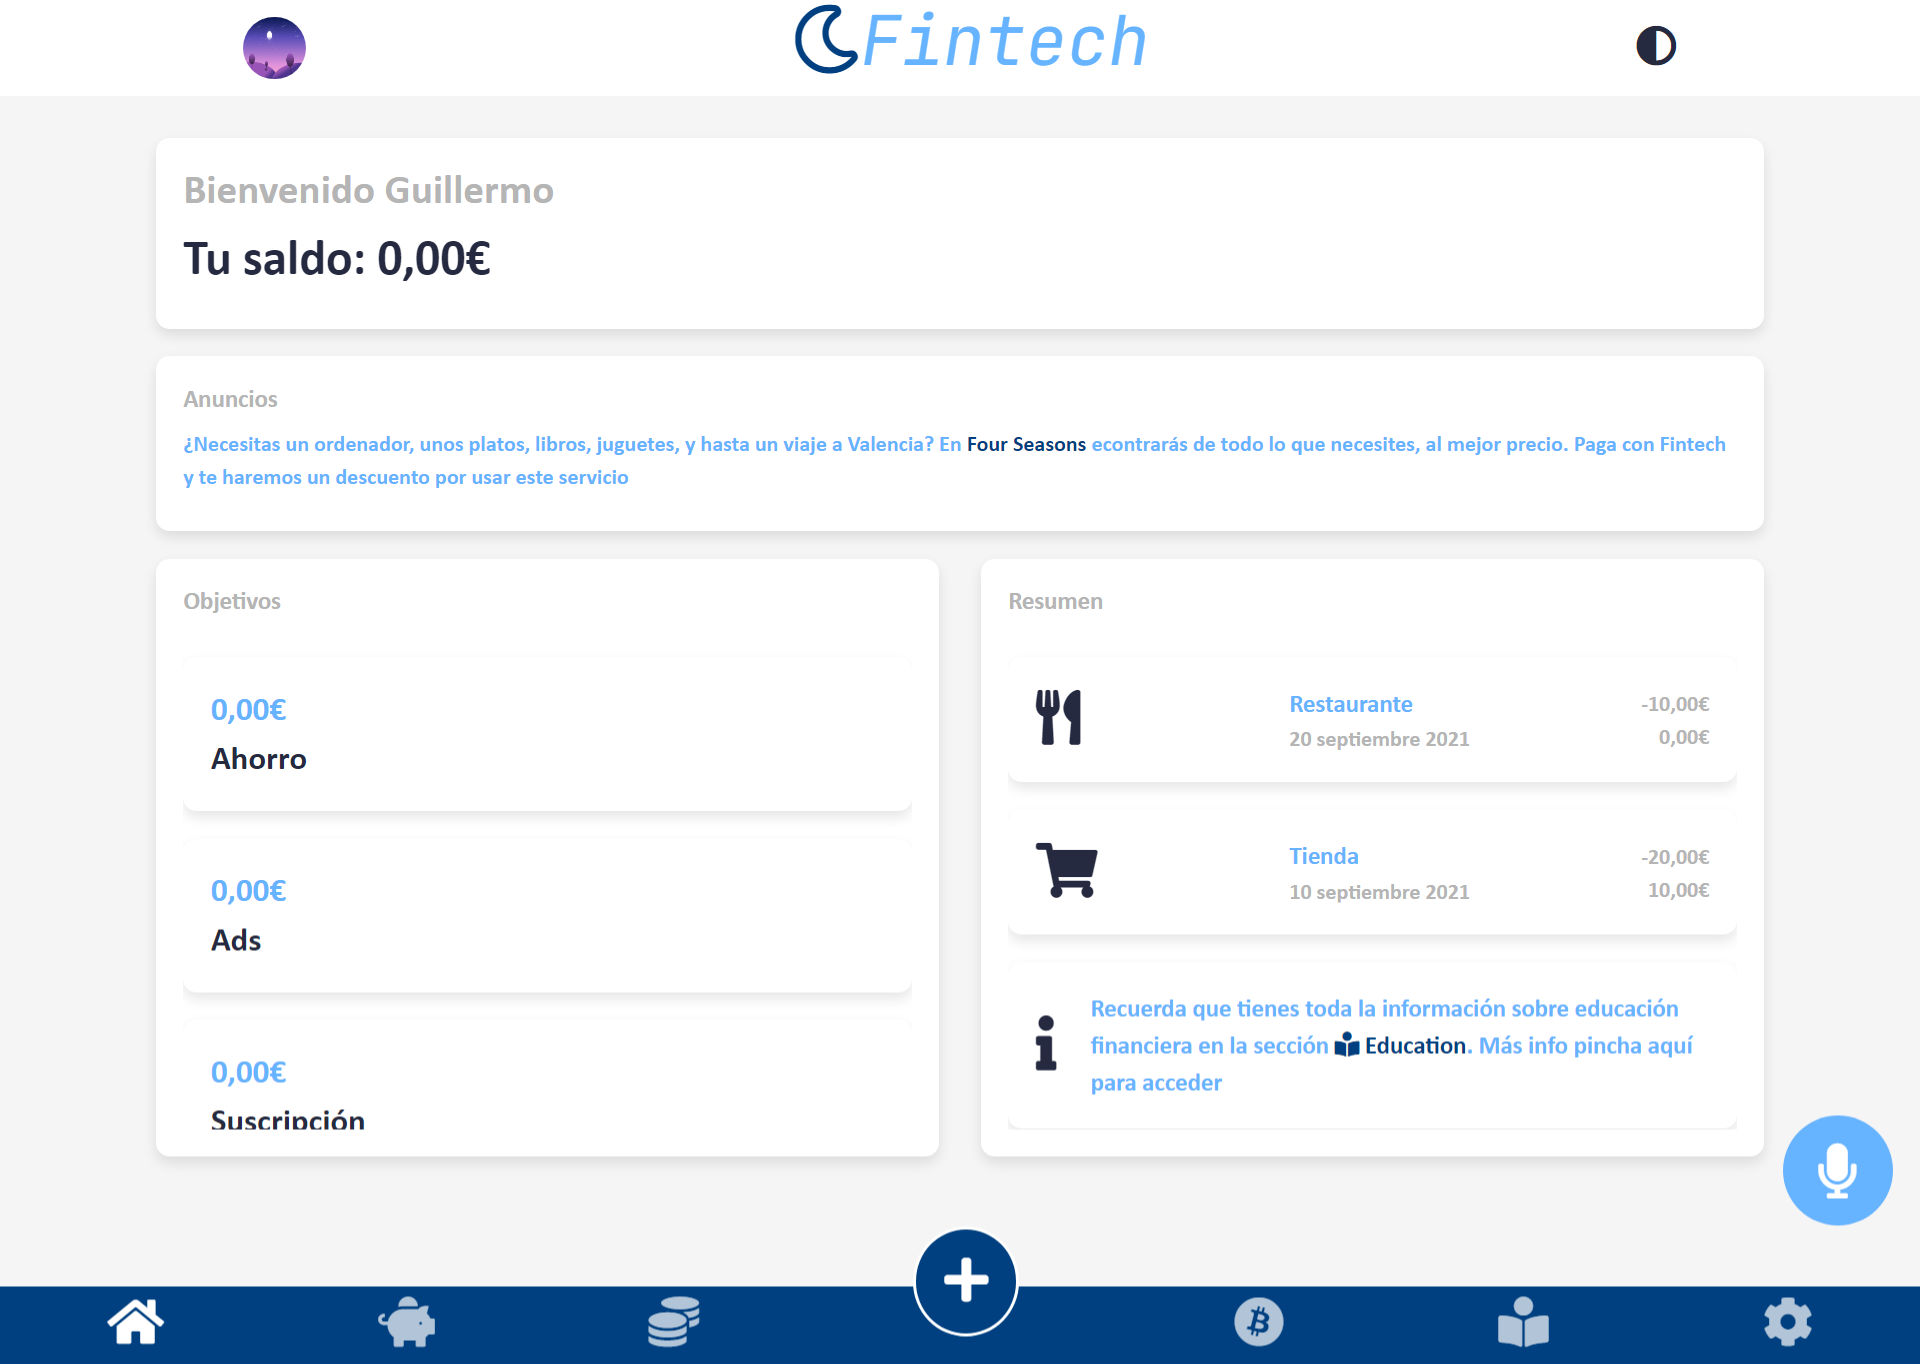 Fintech
Bienvenido Guillermo
Tu saldo: 0,00€
Anuncios
¿Necesitas un ordenador, unos platos, libros, juguetes, y hasta un viaje a Valencia? En Four Seasons econtrarás de todo lo que necesites, al mejor precio. Paga con Fintech
y te haremos un descuento por usar este servicio
Objetivos
0,00€
Ahorro
0,00€
Ads
0,00€
Suscripción
Resumen
Restaurante
-10,00€
20 septiembre 2021
0,00€
Tienda
-20,00€
10 septiembre 2021
10,00€
Recuerda que tienes toda la información sobre educación
financiera en la sección Education. Más info pincha aquí
para acceder